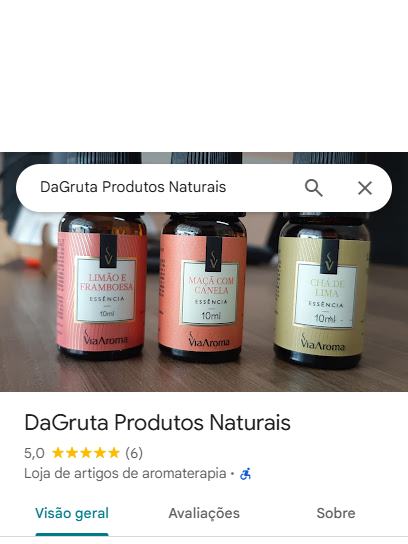 DaGruta Produtos Naturais
LIMÃO E
FRAMBOESA
ESSÊNCIA
10ml
ViaAroma
MAÇÃ COM
CANELA
ESSÊNCIA
10ml
ViaAroma
CHÁ DE
LIMA
ESSÊNCIA
10ml
ViaAroma
DaGruta Produtos Naturais
5,0 ★★★★★ (6)
Loja de artigos de aromaterapia ·
Visão geral Avaliações Sobre